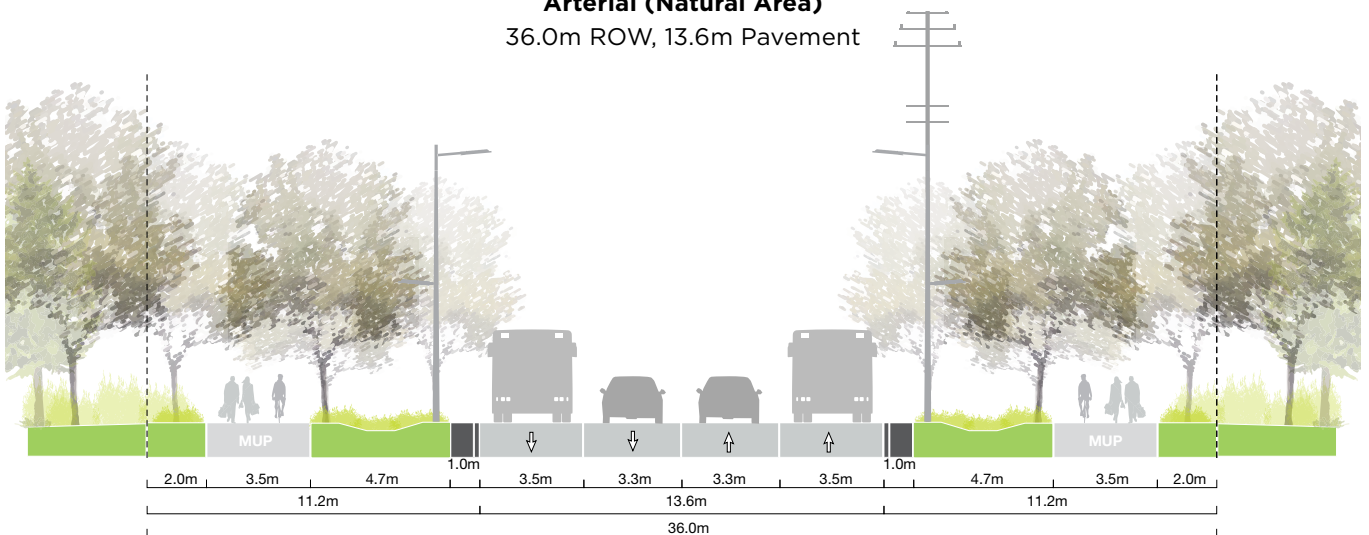 Arterial (Natural Area)
36.0m ROW, 13.6m Pavement
MUP MUP
1.0m 1.0m
2.0m 3.5m 4.7m 3.5m 3.3m 3.3m 3.5m 4.7m 3.5m 2.0m
11.2m 13.6m 11.2m
36.0m